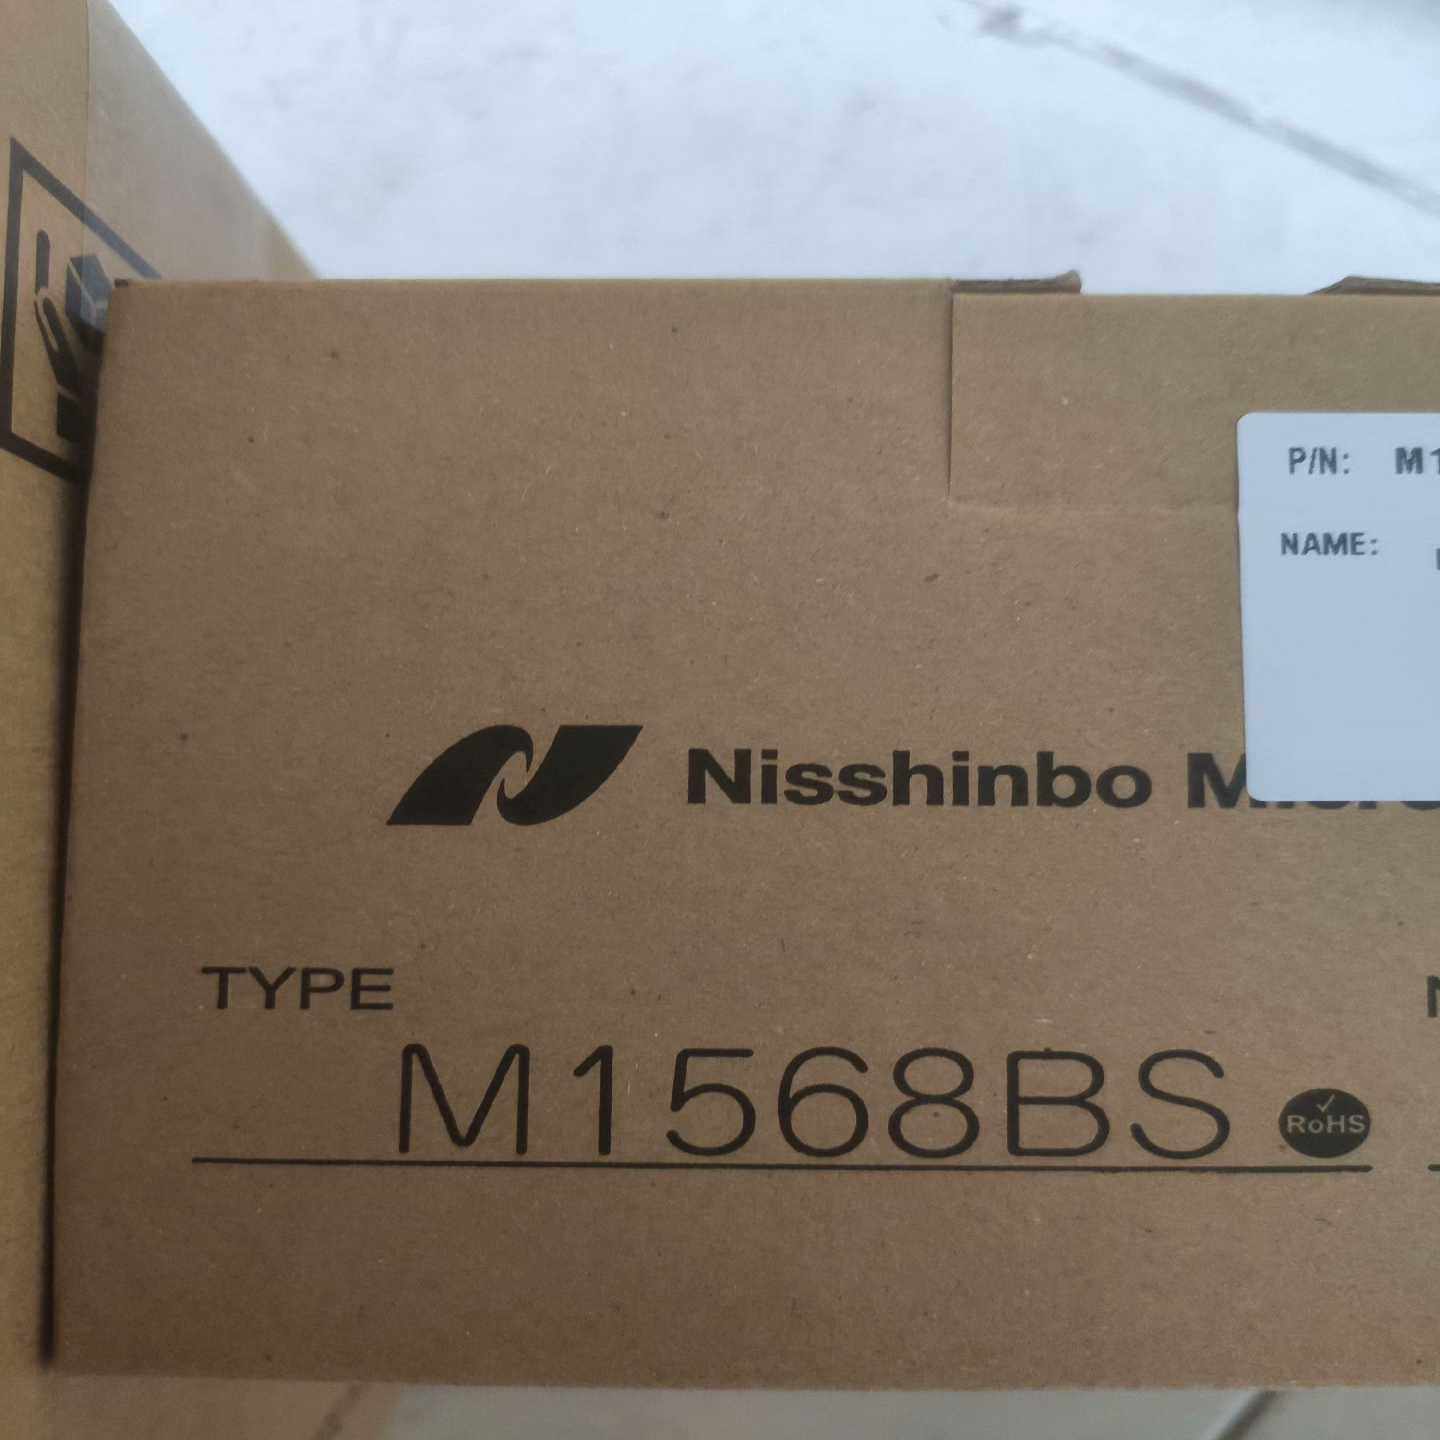 P/N: M1
NAME:
Nisshinbo
TYPE
M1568BS
RoHS